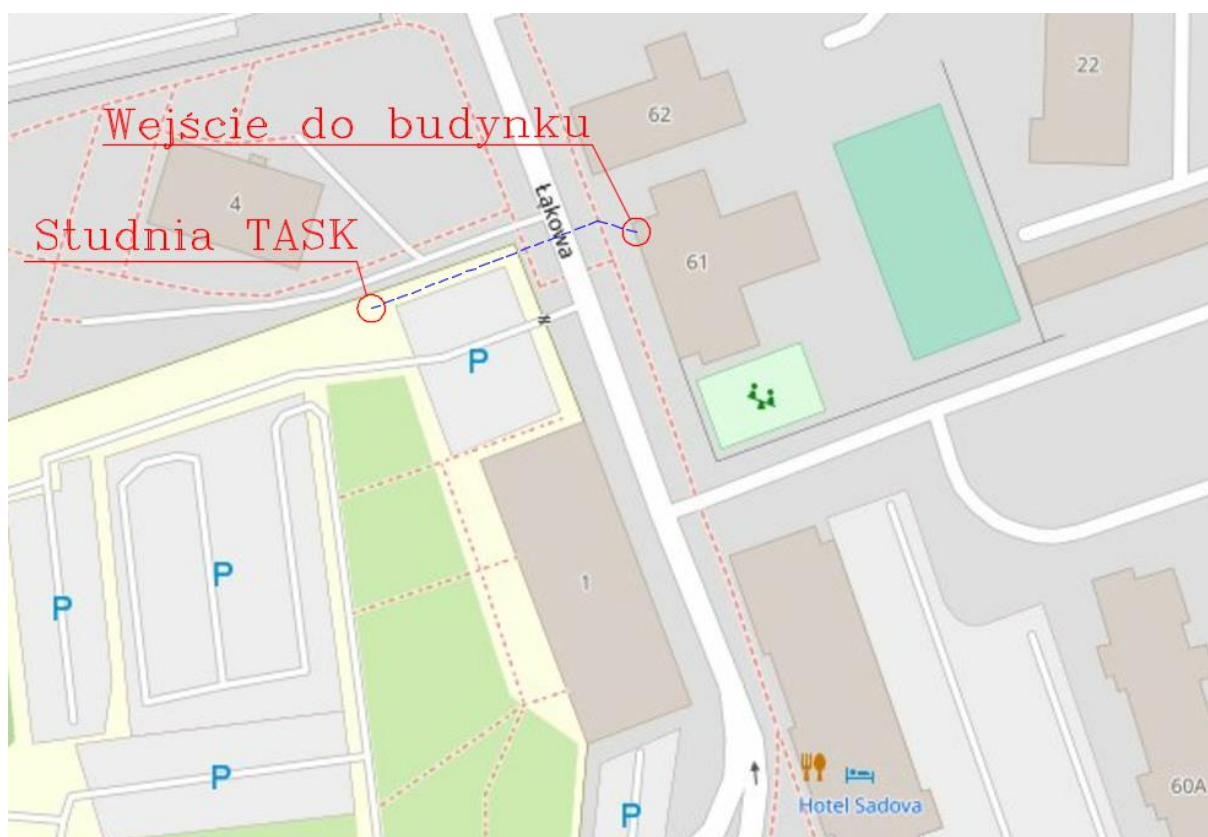 22
62
Wejście do budynku
4
Łąkowa
Studnia TASK
61
P
1
P
P
P
P
Hotel Sadova
60A